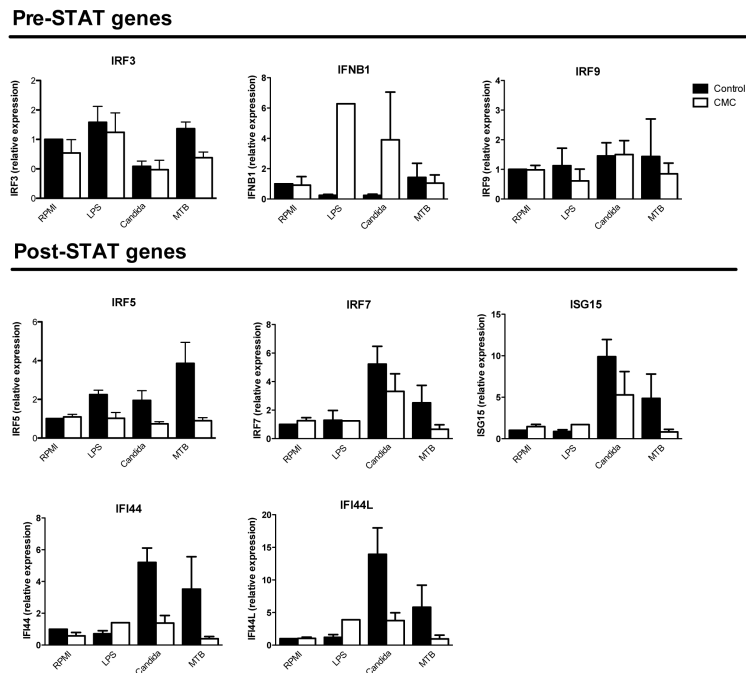 Pre-STAT genes
IRF3
IRF3 (relative expression)
2
2
1
0
0
RPMI
LPS
Candida
MTB
IFNB1
IFNB1 (relative expression)
8
6
4
2
0
RPMI
LPS
Candida
MTB
IRF9
IRF9 (relative expression)
4
3
2
1
0
RPMI
LPS
Candida
MTB
Control
CMC
Post-STAT genes
IRF5
IRF5 (relative expression)
6
4
2
0
RPMI
LPS
Candida
MTB
IRF7
IRF7 (relative expression)
8
6
4
2
0
RPMI
LPS
Candida
MTB
ISG15
ISG15 (relative expression)
15
10
5
0
RPMI
LPS
Candida
MTB
IFI44
IFI44 (relative expression)
8
6
4
2
0
RPMI
LPS
Candida
MTB
IFI44L
IFI44L (relative expression)
20
15
10
5
0
RPMI
LPS
Candida
MTB